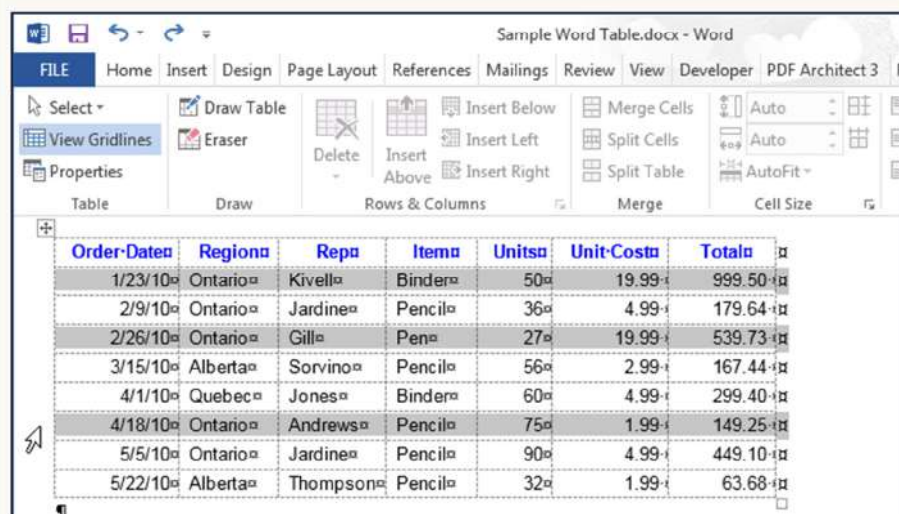 Sample Word Table.docx - Word
FILE Home Insert Design Page Layout References Mailings Review View Developer PDF Architect 3
Select Draw Table Insert Below Merge Cells Auto
View Gridlines Eraser Delete Insert Above Insert Left Split Cells Auto
Properties Insert Right Split Table AutoFit
Table Draw Rows & Columns Merge Cell Size
Order·Date¤ Region¤ Rep¤ Item¤ Units¤ Unit·Cost¤ Total¤ ¤
1/23/10¤ Ontario¤ Kivell¤ Binder¤ 50¤ 19.99·¤ 999.50·¤¤
2/9/10¤ Ontario¤ Jardine¤ Pencil¤ 36¤ 4.99·¤ 179.64·¤¤
2/26/10¤ Ontario¤ Gill¤ Pen¤ 27¤ 19.99·¤ 539.73·¤¤
3/15/10¤ Alberta¤ Sorvino¤ Pencil¤ 56¤ 2.99·¤ 167.44·¤¤
4/1/10¤ Quebec¤ Jones¤ Binder¤ 60¤ 4.99·¤ 299.40·¤¤
4/18/10¤ Ontario¤ Andrews¤ Pencil¤ 75¤ 1.99·¤ 149.25·¤¤
5/5/10¤ Ontario¤ Jardine¤ Pencil¤ 90¤ 4.99·¤ 449.10·¤¤
5/22/10¤ Alberta¤ Thompson¤ Pencil¤ 32¤ 1.99·¤ 63.68·¤¤
¶